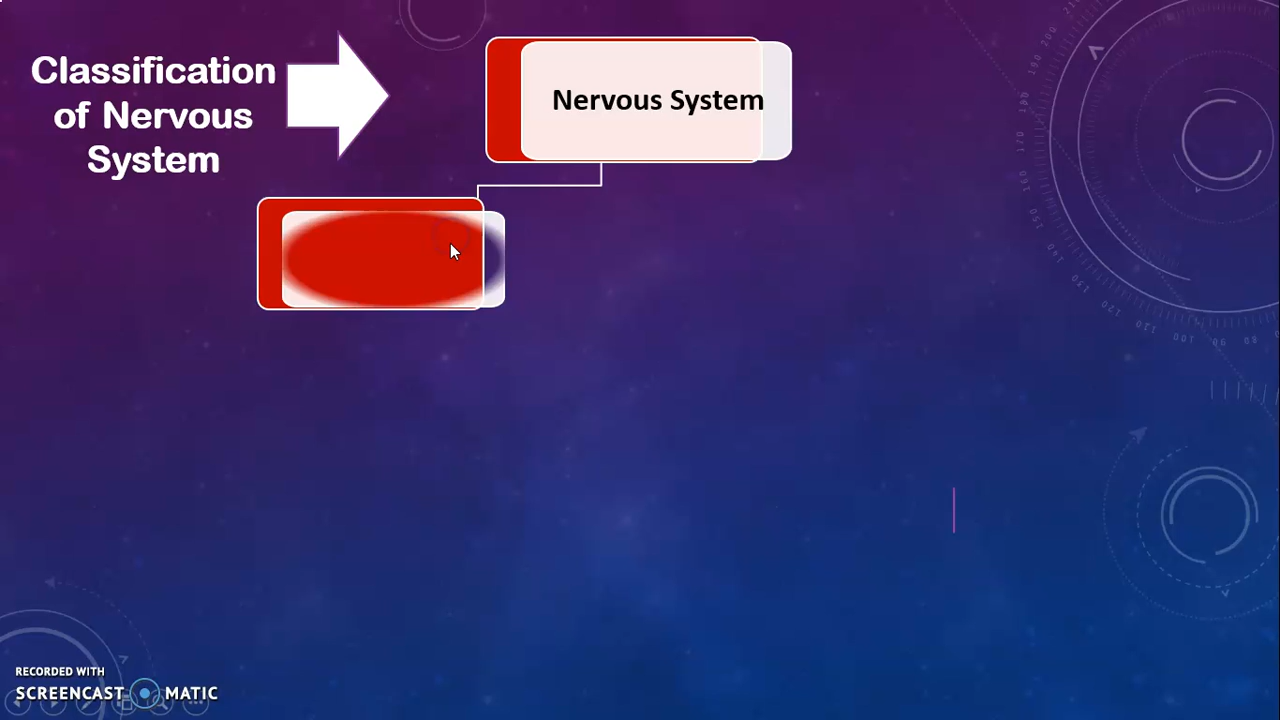 Classification
of Nervous
System
Nervous System
RECORDED WITH
SCREENCAST MATIC